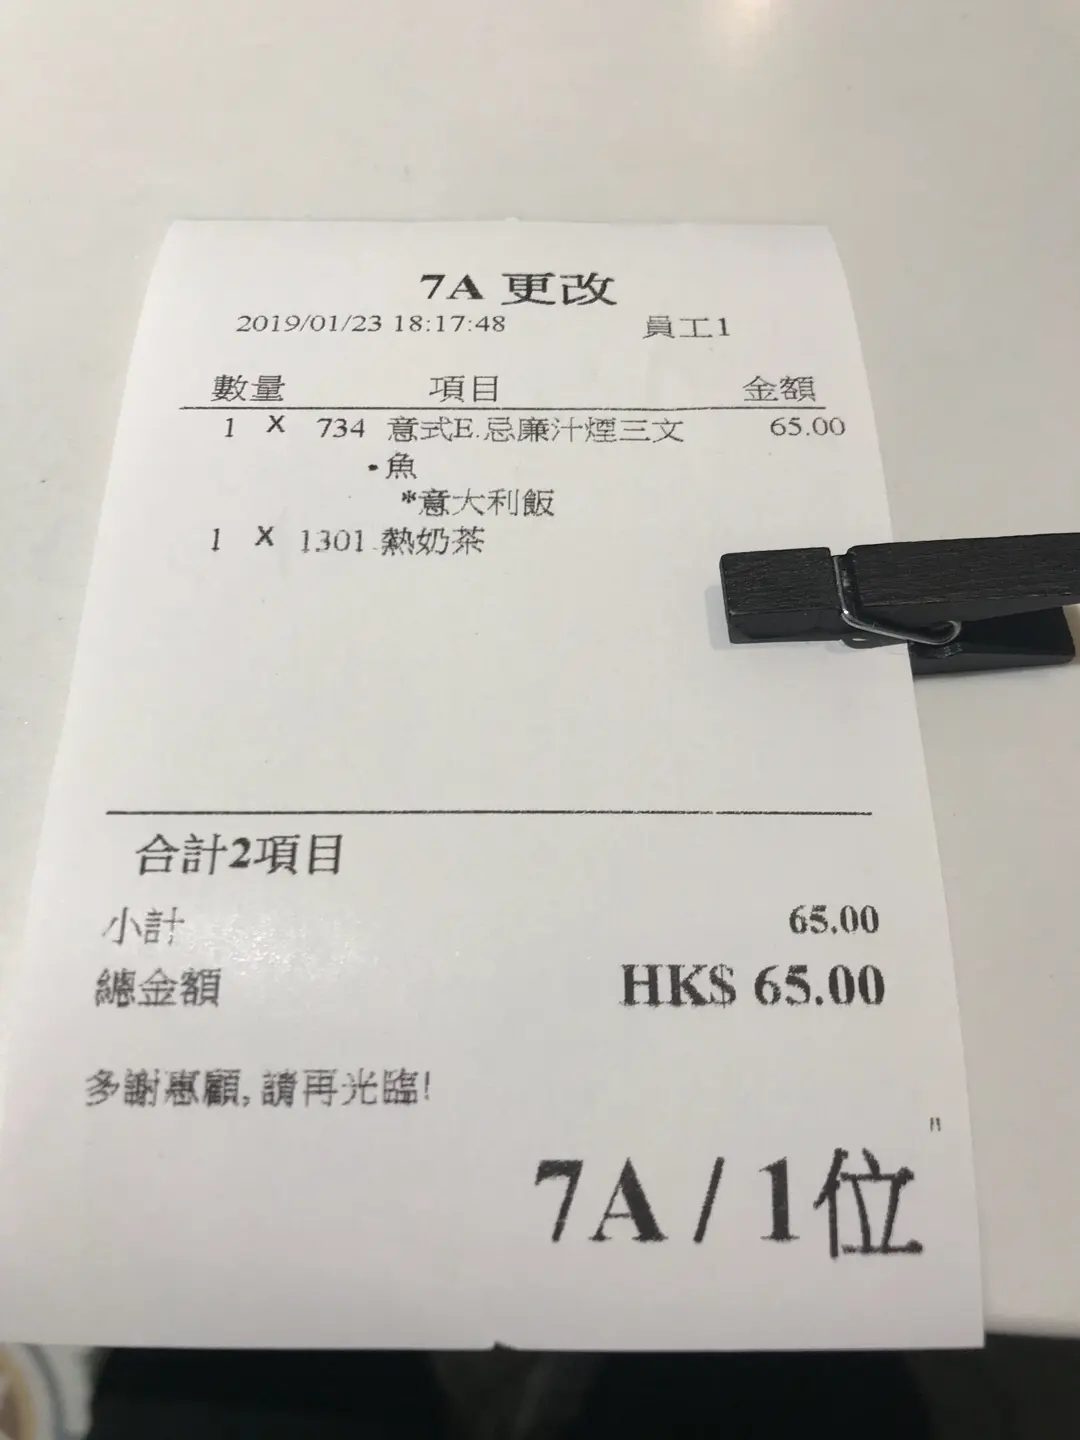 7A 更改
2019/01/23 18:17:48 員工1
數量 項目 金額
1 X 734 意式E.忌廉汁煙三文 65.00
•魚
*意大利飯
1 X 1301 熱奶茶
合計2項目
小計 65.00
總金額 HK$ 65.00
多謝惠顧,請再光臨!
"
7A / 1位